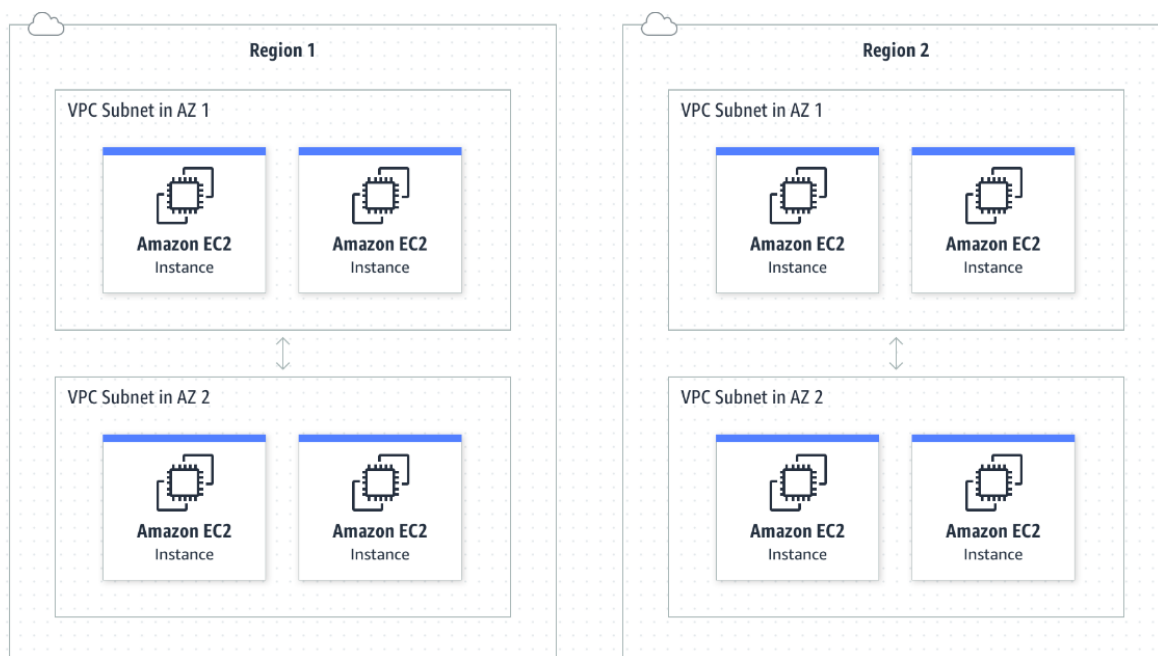 Region 1
VPC Subnet in AZ 1
Amazon EC2
Instance
Amazon EC2
Instance
VPC Subnet in AZ 2
Amazon EC2
Instance
Amazon EC2
Instance
Region 2
VPC Subnet in AZ 1
Amazon EC2
Instance
Amazon EC2
Instance
VPC Subnet in AZ 2
Amazon EC2
Instance
Amazon EC2
Instance